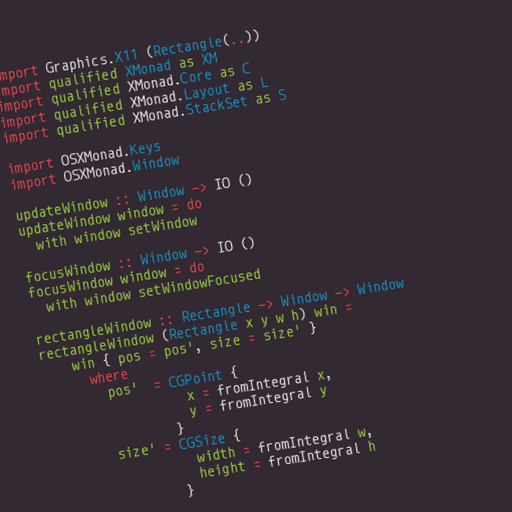 import Graphics.X11 (Rectangle(..))
import qualified XMonad as XM
import qualified XMonad.Core as C
import qualified XMonad.Layout as L
import qualified XMonad.StackSet as S

import OSXMonad.Keys
import OSXMonad.Window

updateWindow :: Window -> IO ()
updateWindow window = do
  with window setWindow

focusWindow :: Window -> IO ()
focusWindow window = do
  with window setWindowFocused

rectangleWindow :: Rectangle -> Window -> Window
rectangleWindow (Rectangle x y w h) win =
    win { pos = pos', size = size' }
      where
        pos'  = CGPoint {
                  x = fromIntegral x,
                  y = fromIntegral y
                }
        size' = CGSize {
                  width = fromIntegral w,
                  height = fromIntegral h
                }